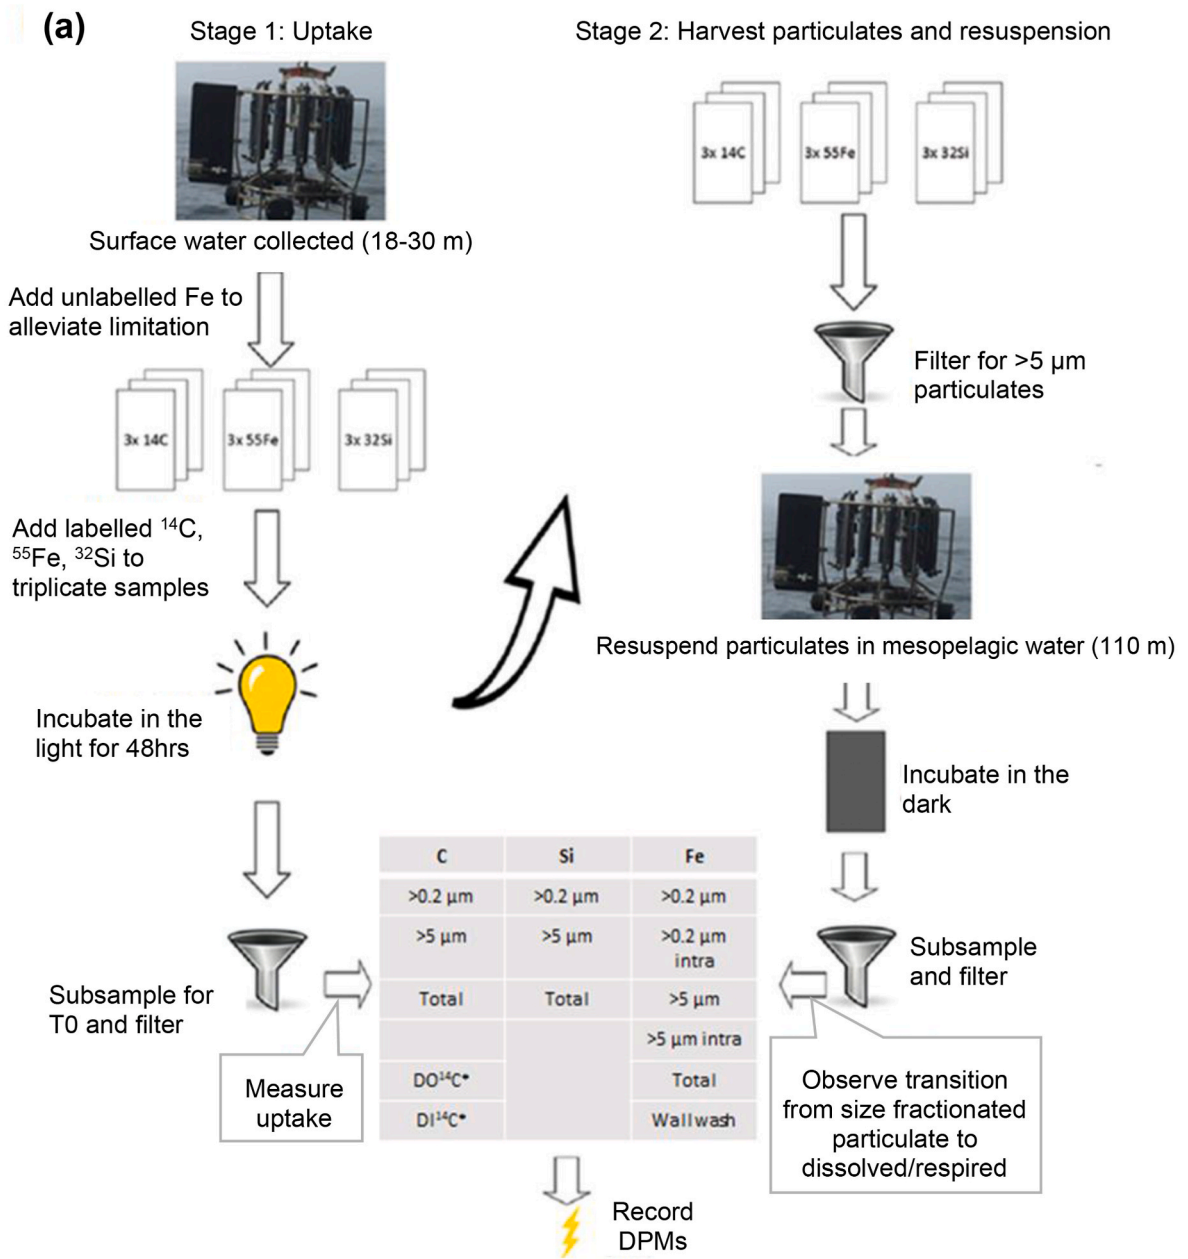 (a)
Stage 1: Uptake
Surface water collected (18-30 m)
Add unlabelled Fe to
alleviate limitation
3x 14C
3x 55Fe
3x 32Si
Add labelled ¹⁴C,
⁵⁵Fe, ³²Si to
triplicate samples
Incubate in the
light for 48hrs
Subsample for
T0 and filter
Measure
uptake
Stage 2: Harvest particulates and resuspension
3x 14C
3x 55Fe
3x 32Si
Filter for >5 µm
particulates
Resuspend particulates in mesopelagic water (110 m)
Incubate in the
dark
Subsample
and filter
Observe transition
from size fractionated
particulate to
dissolved/respired
C Si Fe
>0.2 µm >0.2 µm >0.2 µm
>5 µm >5 µm >0.2 µm
intra
Total Total >5 µm
>5 µm intra
DO¹⁴C* Total
DI¹⁴C* Wall wash
Record
DPMs